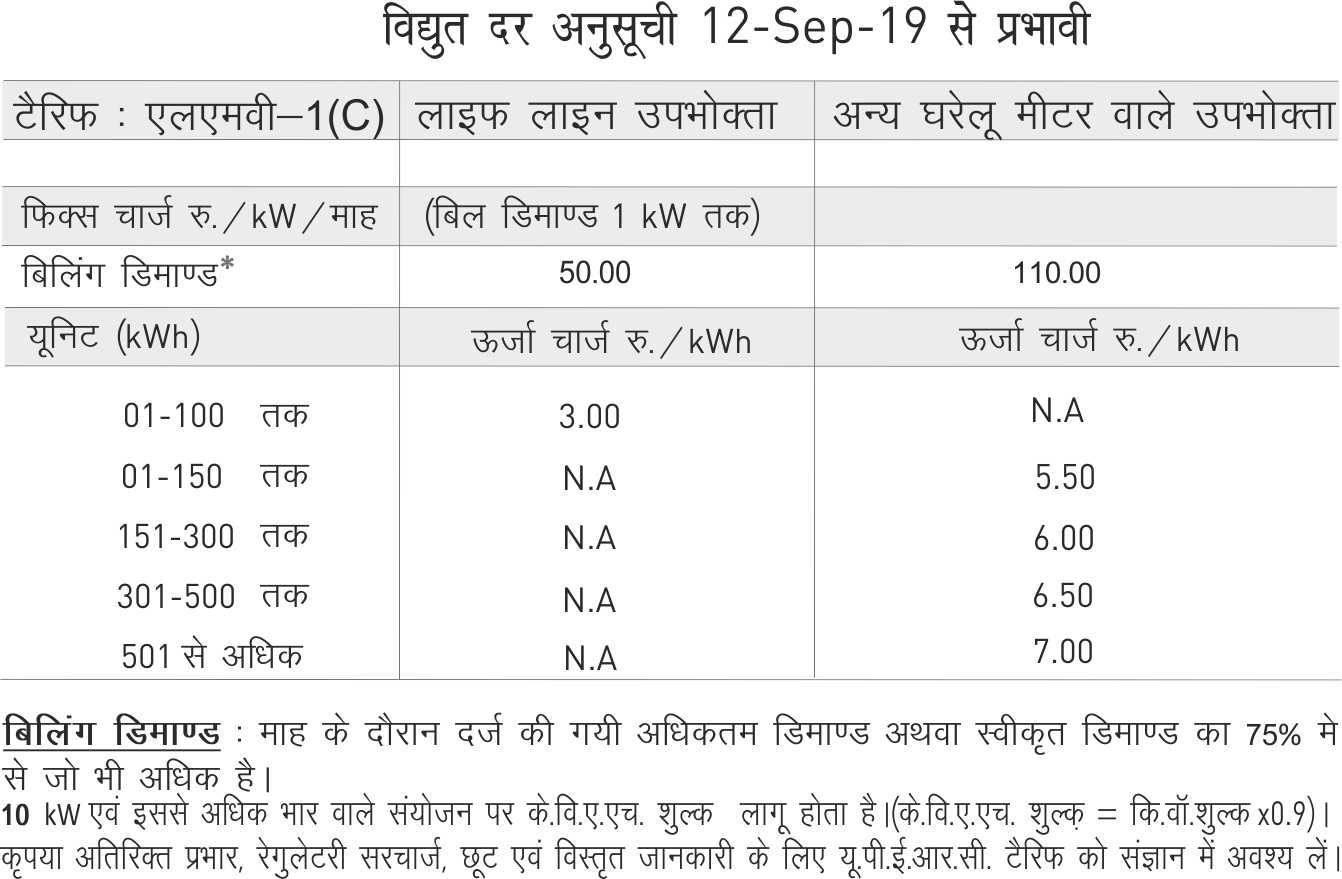 विद्युत दर अनुसूची 12-Sep-19 से प्रभावी
टैरिफ : एलएमवी–1(C) लाइफ लाइन उपभोक्ता अन्य घरेलू मीटर वाले उपभोक्ता
फिक्स चार्ज रु./kW/माह (बिल डिमाण्ड 1 kW तक)
बिलिंग डिमाण्ड* 50.00 110.00
यूनिट (kWh) ऊर्जा चार्ज रु./kWh ऊर्जा चार्ज रु./kWh
01-100 तक 3.00 N.A
01-150 तक N.A 5.50
151-300 तक N.A 6.00
301-500 तक N.A 6.50
501 से अधिक N.A 7.00
बिलिंग डिमाण्ड : माह के दौरान दर्ज की गयी अधिकतम डिमाण्ड अथवा स्वीकृत डिमाण्ड का 75% मे
से जो भी अधिक है।
10 kW एवं इससे अधिक भार वाले संयोजन पर के.वि.ए.एच. शुल्क लागू होता है।(के.वि.ए.एच. शुल्क़ = कि.वॉ.शुल्क x0.9)।
कृपया अतिरिक्त प्रभार, रेगुलेटरी सरचार्ज, छूट एवं विस्तृत जानकारी के लिए यू.पी.ई.आर.सी. टैरिफ को संज्ञान में अवश्य लें।